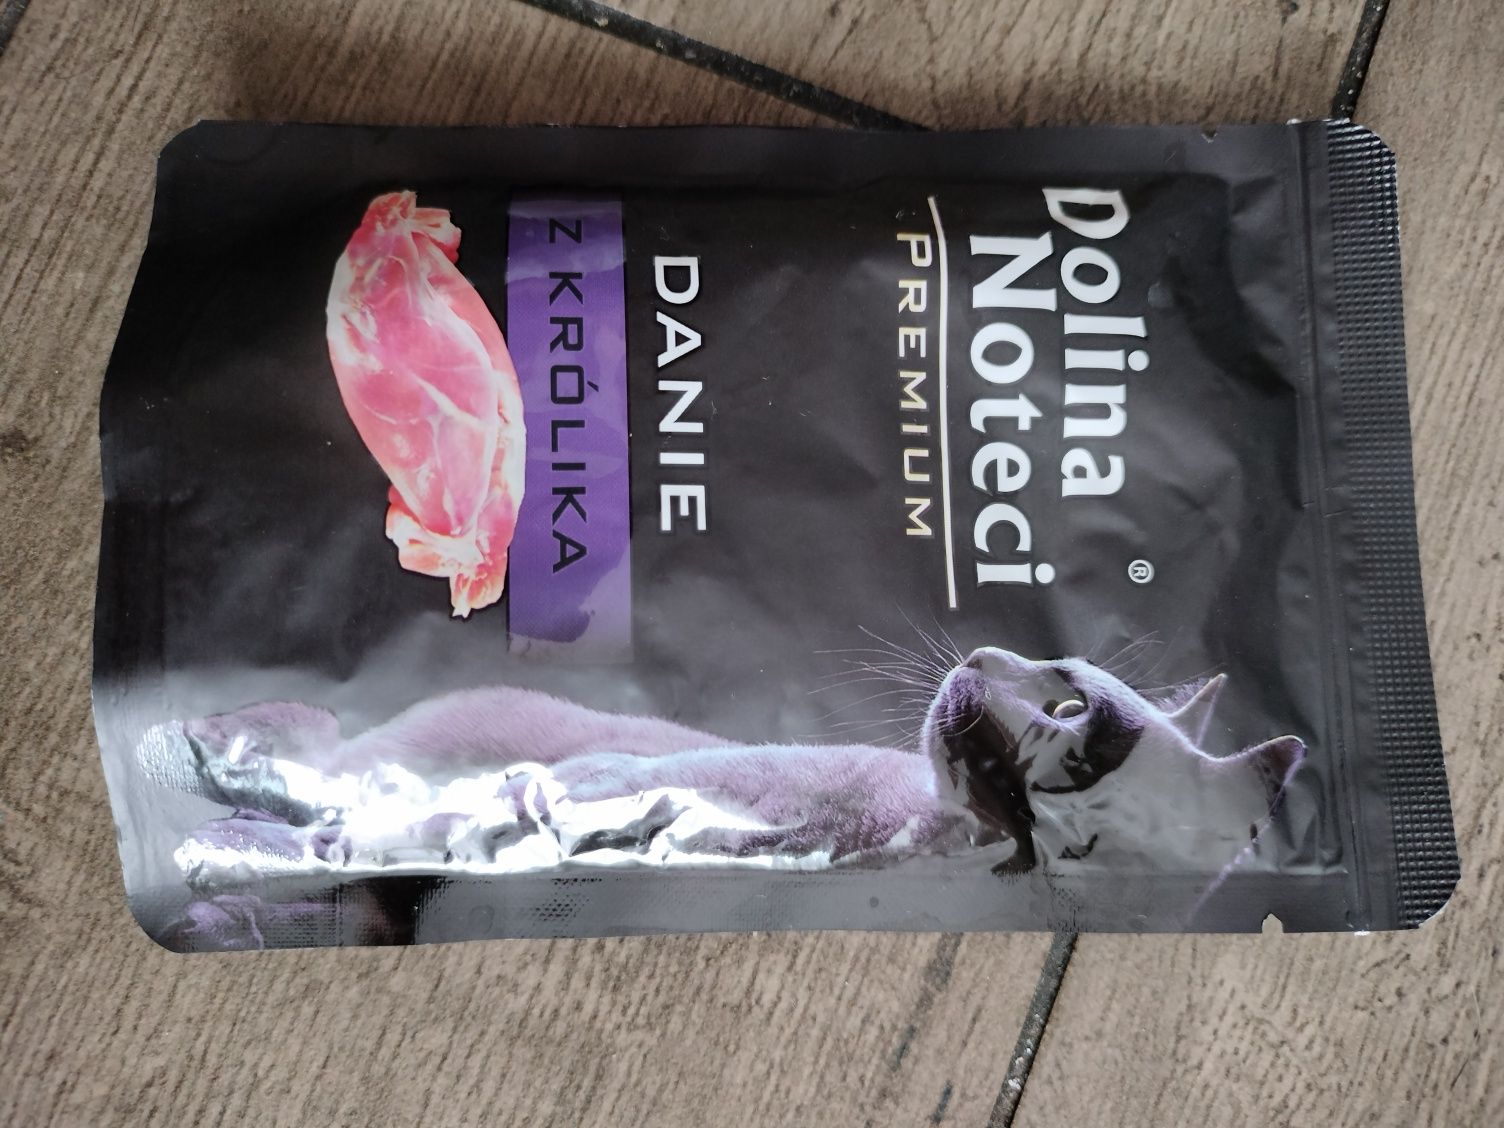 Dolina ®
Noteci
PREMIUM
DANIE
Z KRÓLIKA